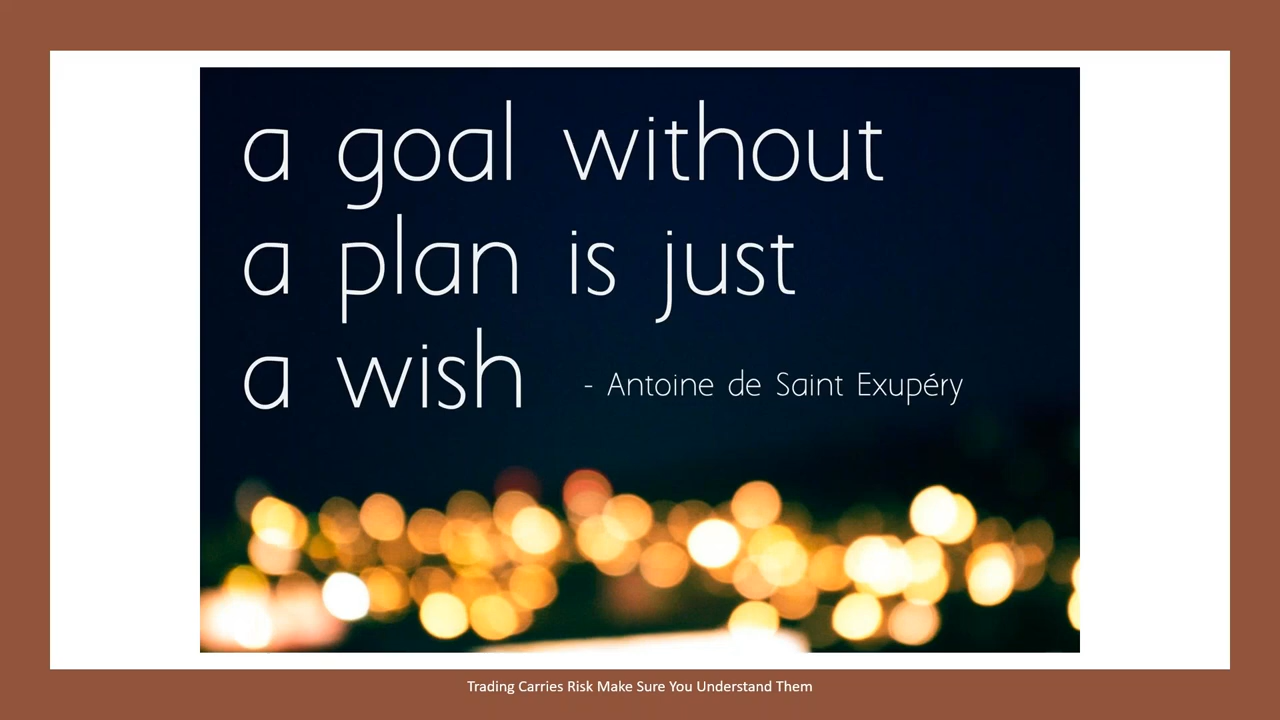 a goal without
a plan is just
a wish - Antoine de Saint Exupéry
Trading Carries Risk Make Sure You Understand Them